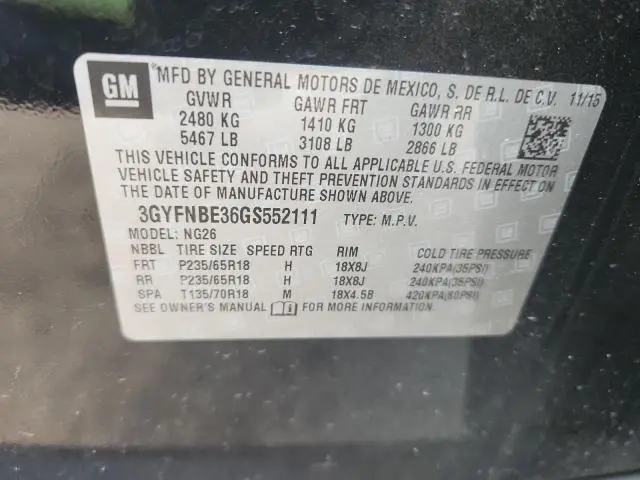 GM MFD BY GENERAL MOTORS DE MEXICO, S. DE R.L. DE C.V. 11/15
GVWR GAWR FRT GAWR RR
2480 KG 1410 KG 1300 KG
5467 LB 3108 LB 2866 LB
THIS VEHICLE CONFORMS TO ALL APPLICABLE U.S. FEDERAL MOTOR
VEHICLE SAFETY AND THEFT PREVENTION STANDARDS IN EFFECT ON
THE DATE OF MANUFACTURE SHOWN ABOVE.
3GYFNBE36GS552111 TYPE: M.P.V.
MODEL: NG26
NBBL TIRE SIZE SPEED RTG RIM COLD TIRE PRESSURE
FRT P235/65R18 H 18X8J 240KPA(35PSI)
RR P235/65R18 H 18X8J 240KPA(35PSI)
SPA T135/70R18 M 18X4.5B 420KPA(60PSI)
SEE OWNER'S MANUAL FOR MORE INFORMATION